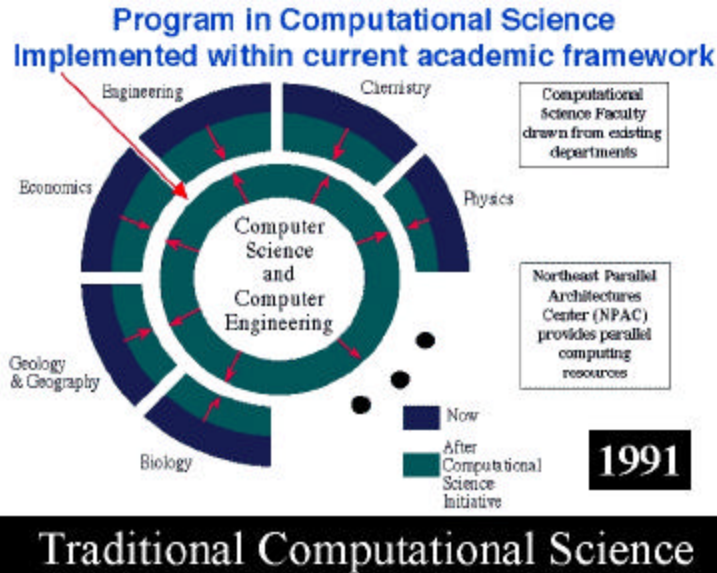 Program in Computational Science
Implemented within current academic framework
Engineering
Chemistry
Computational
Science Faculty
drawn from existing
departments
Economics
Physics
Computer
Science
and
Computer
Engineering
Northeast Parallel
Architectures
Center (NPAC)
provides parallel
computing
resources
Geology
& Geography
Biology
Now
After
Computational
Science
Initiative
1991
Traditional Computational Science